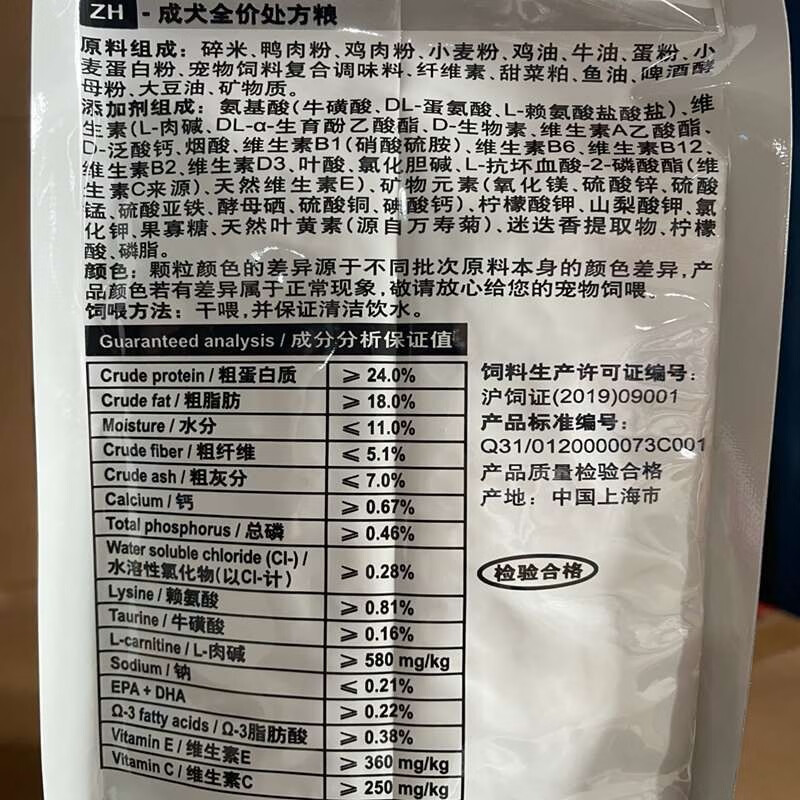 ZH - 成犬全价处方粮
原料组成：碎米、鸭肉粉、鸡肉粉、小麦粉、鸡油、牛油、蛋粉、小
麦蛋白粉、宠物饲料复合调味料、纤维素、甜菜粕、鱼油、啤酒酵
母粉、大豆油、矿物质。
添加剂组成：氨基酸(牛磺酸、DL-蛋氨酸、L-赖氨酸盐酸盐)、维
生素(L-肉碱、DL-α-生育酚乙酸酯、D-生物素、维生素A乙酸酯、
D-泛酸钙、烟酸、维生素B1(硝酸硫胺)、维生素B6、维生素B12、
维生素B2、维生素D3、叶酸、氯化胆碱、L-抗坏血酸-2-磷酸酯(维
生素C来源)、天然维生素E)、矿物元素(氧化镁、硫酸锌、硫酸
锰、硫酸亚铁、酵母硒、硫酸铜、碘酸钙)、柠檬酸钾、山梨酸钾、氯
化钾、果寡糖、天然叶黄素(源自万寿菊)、迷迭香提取物、柠檬
酸、磷脂。
颜色：颗粒颜色的差异源于不同批次原料本身的颜色差异,产
品颜色若有差异属于正常现象,敬请放心给您的宠物饲喂。
饲喂方法：干喂,并保证清洁饮水。
Guaranteed analysis / 成分分析保证值
Crude protein / 粗蛋白质 ⩾ 24.0%
Crude fat / 粗脂肪 ⩾ 18.0%
Moisture / 水分 ⩽ 11.0%
Crude fiber / 粗纤维 ⩽ 5.1%
Crude ash / 粗灰分 ⩽ 7.0%
Calcium / 钙 ⩾ 0.67%
Total phosphorus / 总磷 ⩾ 0.46%
Water soluble chloride (Cl-) /
水溶性氯化物(以Cl-计) ⩾ 0.28%
Lysine / 赖氨酸 ⩾ 0.81%
Taurine / 牛磺酸 ⩾ 0.16%
L-carnitine / L-肉碱 ⩾ 580 mg/kg
Sodium / 钠 ⩽ 0.21%
EPA + DHA ⩾ 0.22%
Ω-3 fatty acids / Ω-3脂肪酸 ⩾ 0.38%
Vitamin E / 维生素E ⩾ 360 mg/kg
Vitamin C / 维生素C ⩾ 250 mg/kg
饲料生产许可证编号：
沪饲证(2019)09001
产品标准编号：
Q31/0120000073C001
产品质量检验合格
产地：中国上海市
检验合格